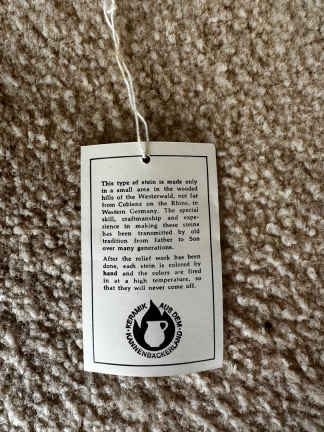 This type of stein is made only
in a small area in the wooded
hills of the Westerwald, not far
from Coblenz on the Rhine, in
Western Germany. The special
skill, craftmanship and expe-
rience in making these steins
has been transmitted by old
tradition from father to Son
over many generations.
After the relief work has been
done, each stein is colored by
hand and the colors are fired
in at a high temperature, so
that they will never come off.
·KERAMIK AUS DEM·
KANNENBÄCKERLAND